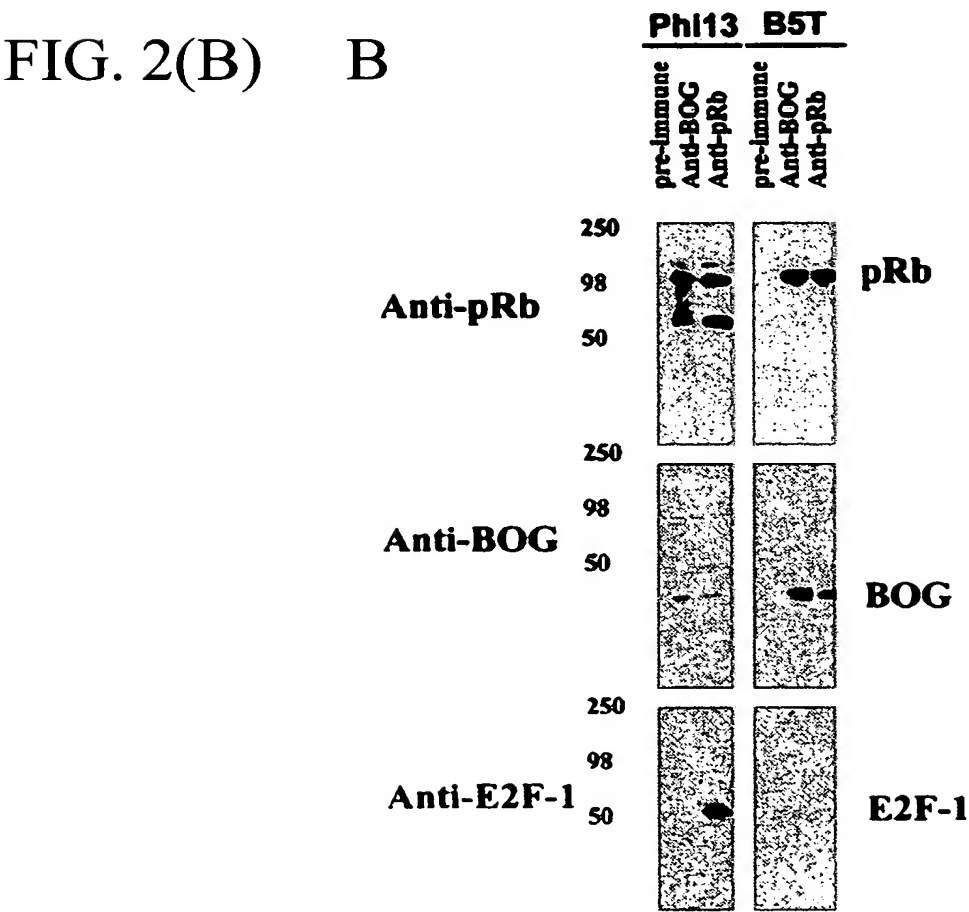 FIG. 2(B) B
Phi13 B5T
pre-immune
Anti-BOG
Anti-pRb
pre-immune
Anti-BOG
Anti-pRb
250
98
50
Anti-pRb
pRb
250
98
50
Anti-BOG
BOG
250
98
50
Anti-E2F-1
E2F-1